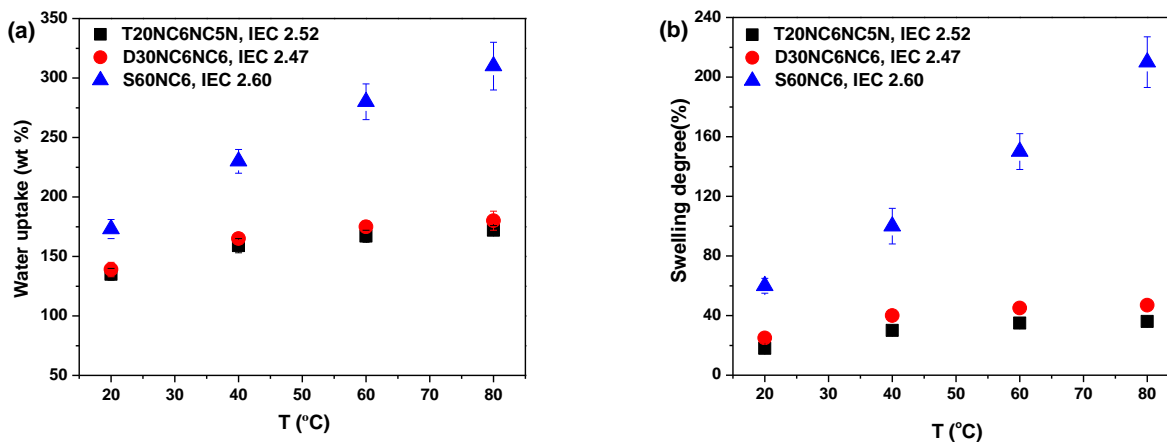 (a)
T20NC6NC5N, IEC 2.52
D30NC6NC6, IEC 2.47
S60NC6, IEC 2.60
350
300
250
200
150
100
50
Water uptake (wt %)
20 30 40 50 60 70 80
T (°C)
(b)
T20NC6NC5N, IEC 2.52
D30NC6NC6, IEC 2.47
S60NC6, IEC 2.60
240
200
160
120
80
40
0
Swelling degree(%)
20 30 40 50 60 70 80
T (°C)